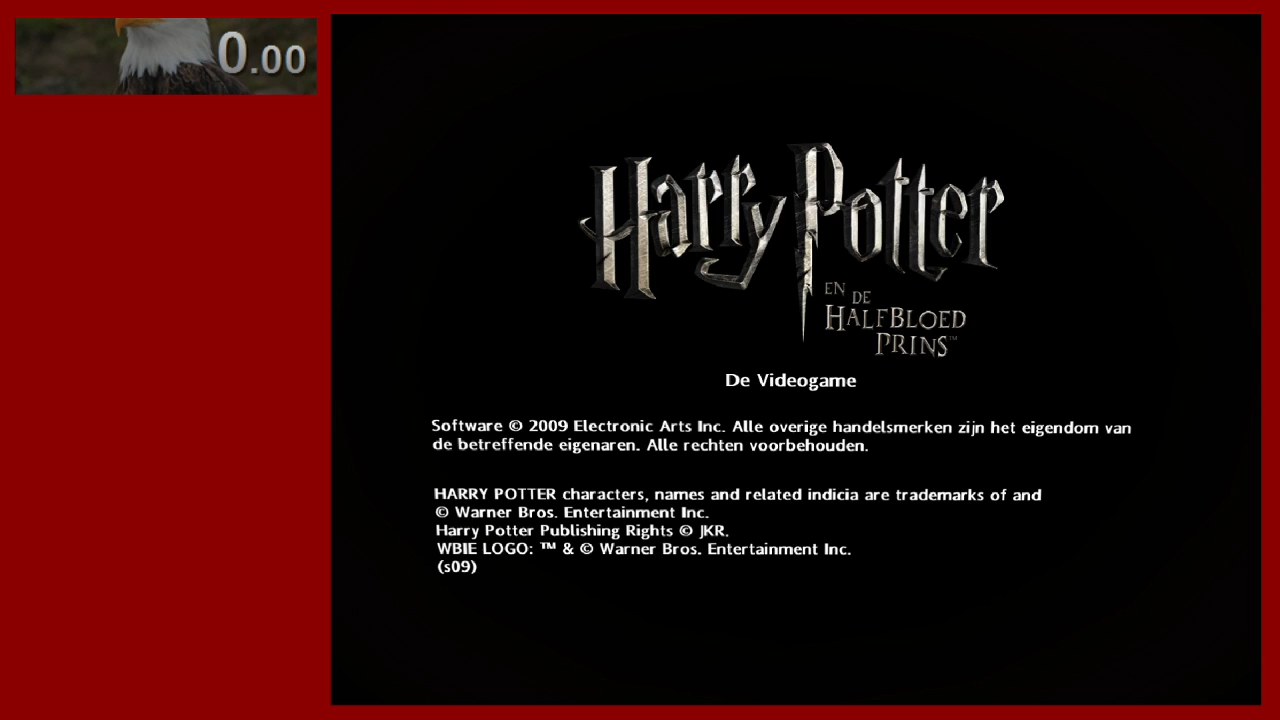 0.00
Harry Potter
EN DE
HALFBLOED
PRINS™
De Videogame
Software © 2009 Electronic Arts Inc. Alle overige handelsmerken zijn het eigendom van
de betreffende eigenaren. Alle rechten voorbehouden.
HARRY POTTER characters, names and related indicia are trademarks of and
© Warner Bros. Entertainment Inc.
Harry Potter Publishing Rights © JKR.
WBIE LOGO: ™ & © Warner Bros. Entertainment Inc.
(s09)